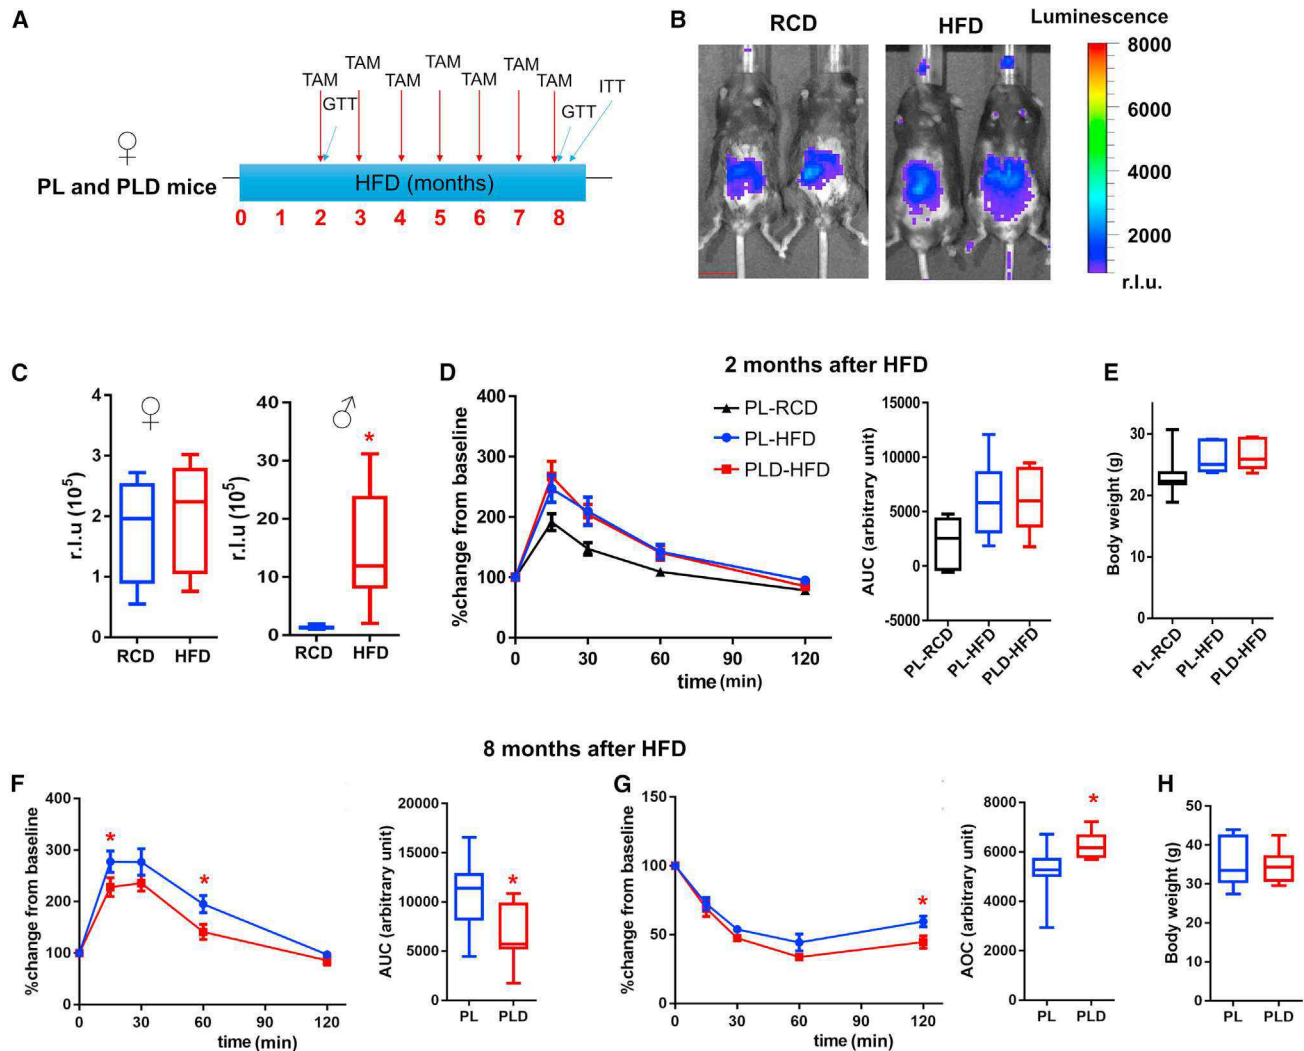 A
TAM TAM TAM TAM TAM TAM TAM
GTT GTT ITT
♀
PL and PLD mice
HFD (months)
0 1 2 3 4 5 6 7 8
B
RCD HFD
Luminescence
8000
6000
4000
2000
r.l.u.
C
♀
r.l.u (10⁵)
4
3
2
1
0
RCD HFD
♂
*
r.l.u (10⁵)
40
30
20
10
0
RCD HFD
2 months after HFD
D
%change from baseline
400
300
200
100
0
0 30 60 90 120
time (min)
PL-RCD
PL-HFD
PLD-HFD
AUC (arbitrary unit)
15000
10000
5000
0
-5000
PL-RCD PL-HFD PLD-HFD
E
Body weight (g)
30
20
10
0
PL-RCD PL-HFD PLD-HFD
8 months after HFD
F
%change from baseline
400
300
200
100
0
* *
0 30 60 90 120
time (min)
AUC (arbitrary unit)
20000
15000
10000
5000
0
*
PL PLD
G
%change from baseline
150
100
50
0
*
0 30 60 90 120
time (min)
AOC (arbitrary unit)
8000
6000
4000
2000
0
*
PL PLD
H
Body weight (g)
50
40
30
20
10
0
PL PLD